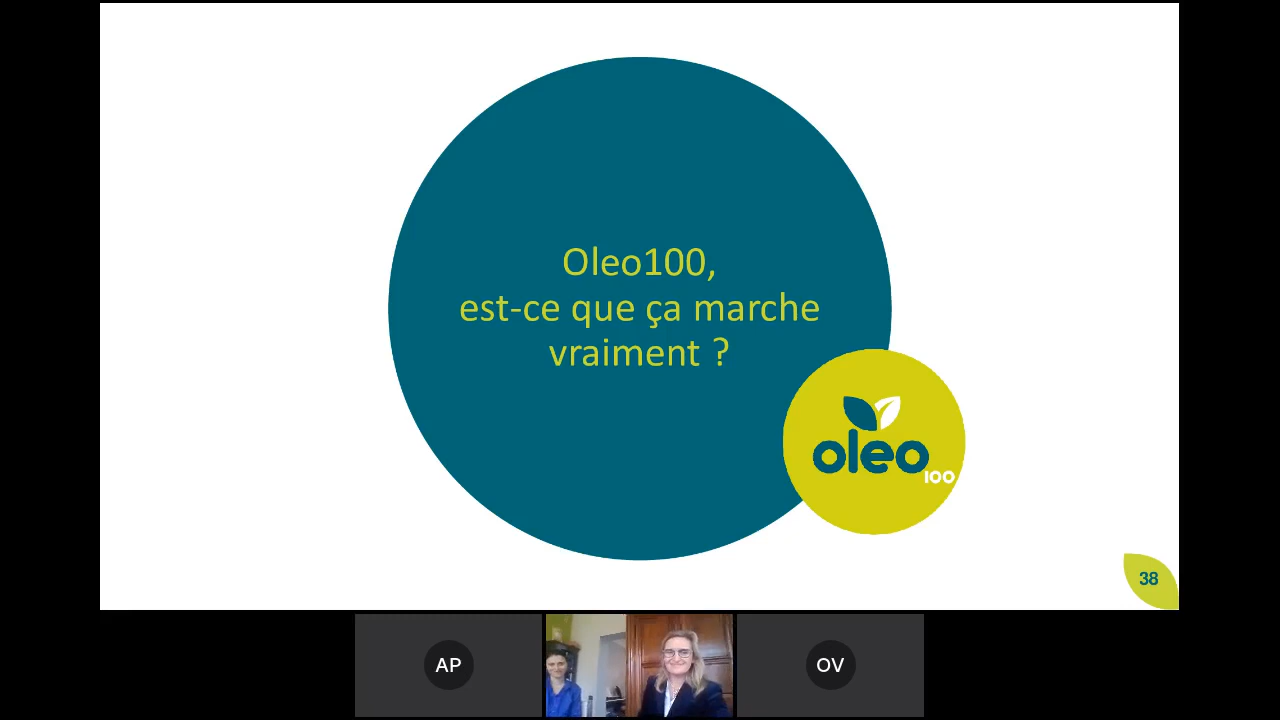 Oleo100,
est-ce que ça marche
vraiment ?
oleo
100
38
AP
OV